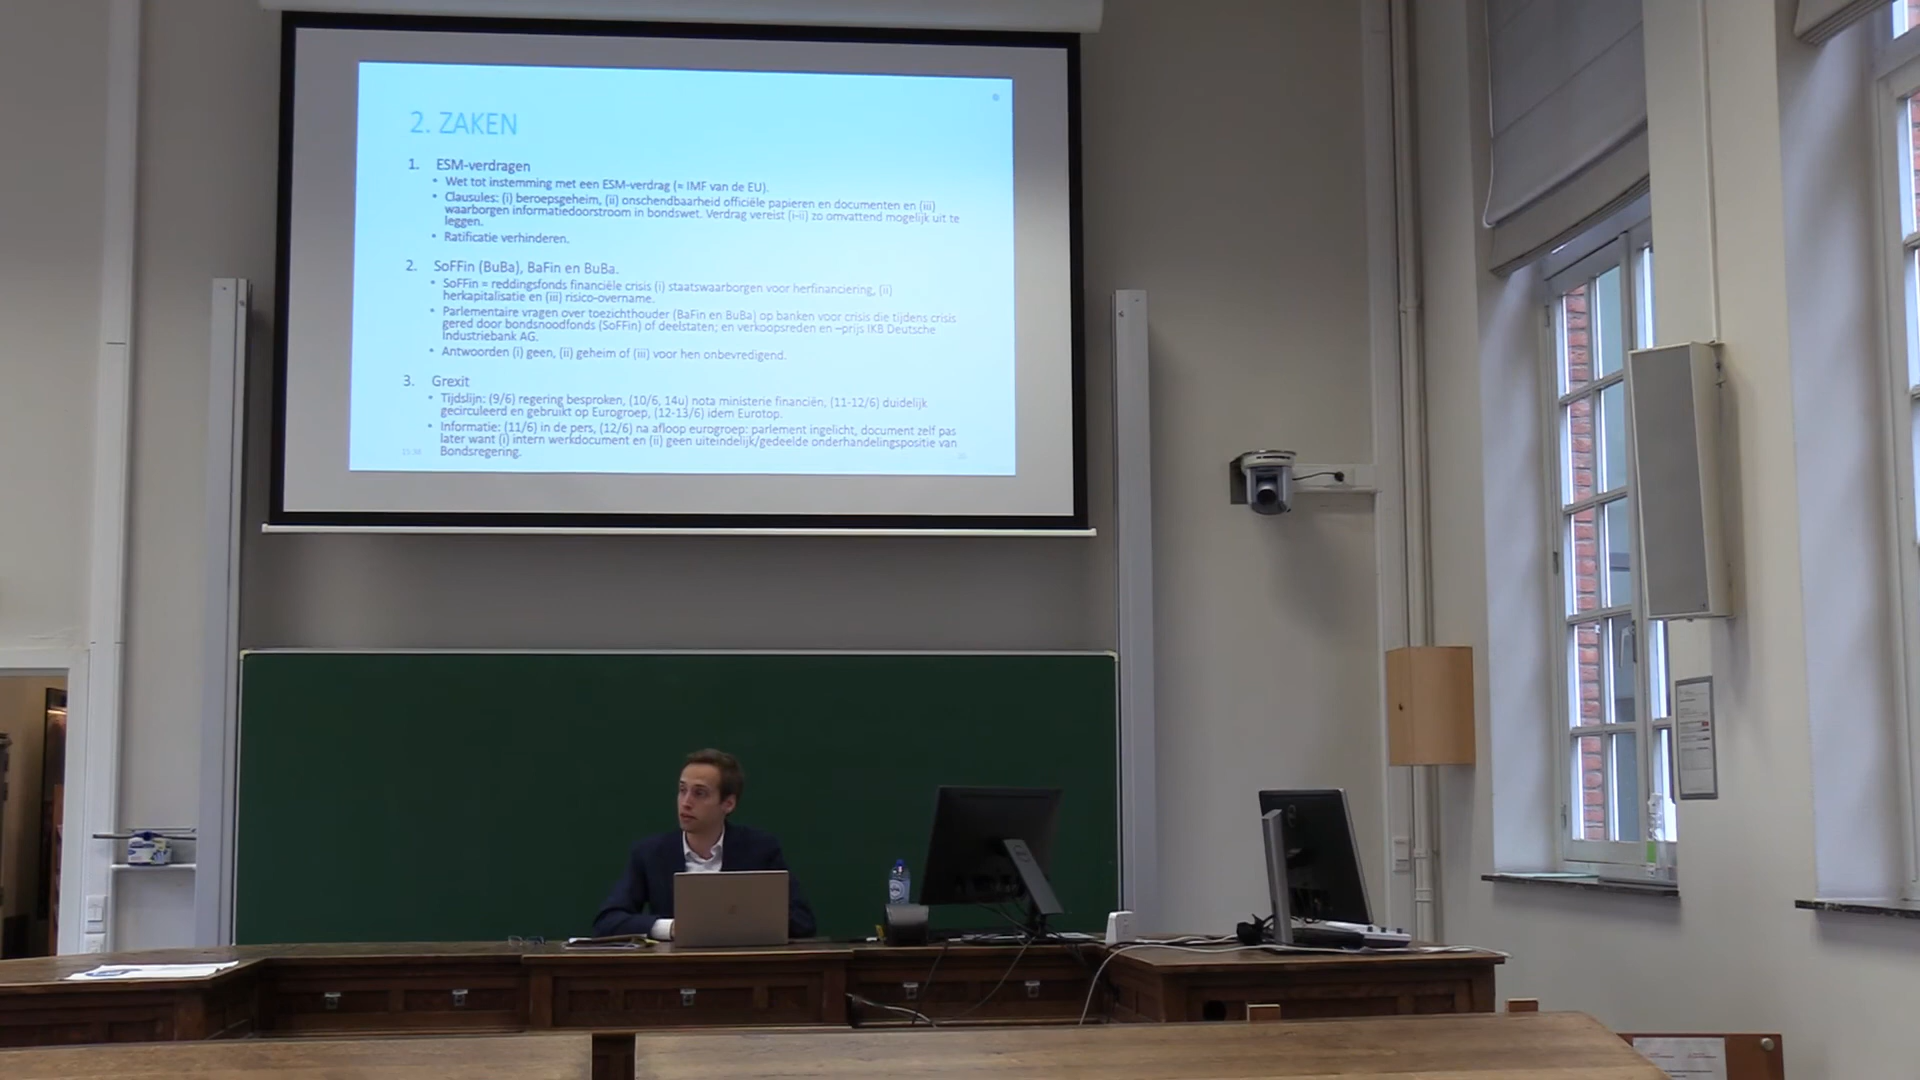 2. ZAKEN
1. ESM-verdragen
• Wet tot instemming met een ESM-verdrag (= IMF van de EU).
• Clausules: (i) beroepsgeheim, (ii) onschendbaarheid officiële papieren en documenten en (iii)
waarborgen informatiedoorstroom in bondswet. Verdrag vereist (i-ii) zo omvattend mogelijk uit te
leggen.
• Ratificatie verhinderen.
2. SoFFin (BuBa), BaFin en BuBa.
• SoFFin = reddingsfonds financiële crisis (i) staatswaarborgen voor herfinanciering, (ii)
herkapitalisatie en (iii) risico-overname.
• Parlementaire vragen over toezichthouder (BaFin en BuBa) op banken voor crisis die tijdens crisis
gered door bondsnoodfonds (SoFFin) of deelstaten; en verkoopsreden en –prijs IKB Deutsche
Industriebank AG.
• Antwoorden (i) geen, (ii) geheim of (iii) voor hen onbevredigend.
3. Grexit
• Tijdslijn: (9/6) regering besproken, (10/6, 14u) nota ministerie financiën, (11-12/6) duidelijk
gecirculeerd en gebruikt op Eurogroep, (12-13/6) idem Eurotop.
• Informatie: (11/6) in de pers, (12/6) na afloop eurogroep: parlement ingelicht, document zelf pas
later want (i) intern werkdocument en (ii) geen uiteindelijk/gedeelde onderhandelingspositie van
Bondsregering.